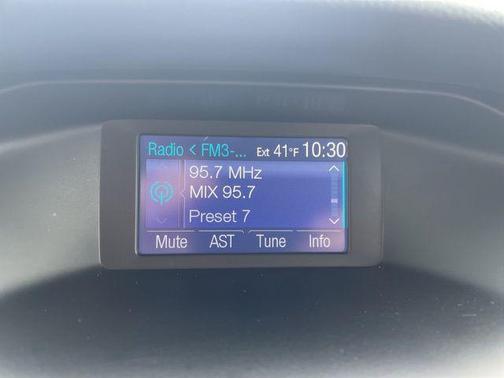 Radio < FM3-... Ext 41°F 10:30
95.7 MHz
MIX 95.7
Preset 7
Mute AST Tune Info